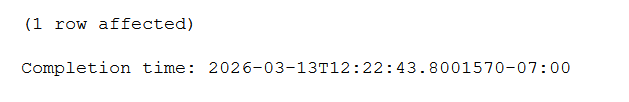 (1 row affected)
Completion time: 2026-03-13T12:22:43.8001570-07:00